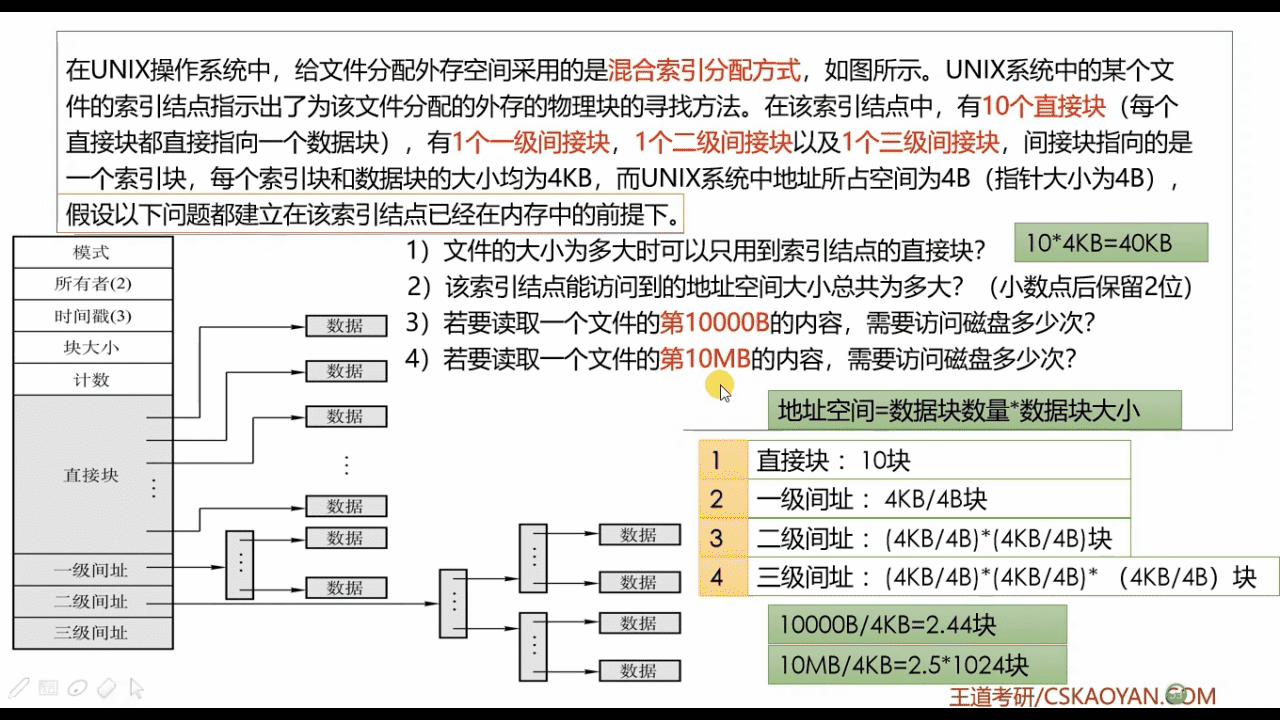 在UNIX操作系统中，给文件分配外存空间采用的是混合索引分配方式，如图所示。UNIX系统中的某个文
件的索引结点指示出了为该文件分配的外存的物理块的寻找方法。在该索引结点中，有10个直接块（每个
直接块都直接指向一个数据块），有1个一级间接块，1个二级间接块以及1个三级间接块，间接块指向的是
一个索引块，每个索引块和数据块的大小均为4KB，而UNIX系统中地址所占空间为4B（指针大小为4B），
假设以下问题都建立在该索引结点已经在内存中的前提下。
1）文件的大小为多大时可以只用到索引结点的直接块？
10*4KB=40KB
2）该索引结点能访问到的地址空间大小总共为多大？（小数点后保留2位）
3）若要读取一个文件的第10000B的内容，需要访问磁盘多少次？
4）若要读取一个文件的第10MB的内容，需要访问磁盘多少次？
模式
所有者(2)
时间戳(3)
块大小
计数
直接块
一级间址
二级间址
三级间址
数据
数据
数据
数据
数据
数据
数据
数据
数据
数据
地址空间=数据块数量*数据块大小
1 直接块：10块
2 一级间址：4KB/4B块
3 二级间址：(4KB/4B)*(4KB/4B)块
4 三级间址：(4KB/4B)*(4KB/4B)*（4KB/4B）块
10000B/4KB=2.44块
10MB/4KB=2.5*1024块
王道考研/CSKAOYAN.COM